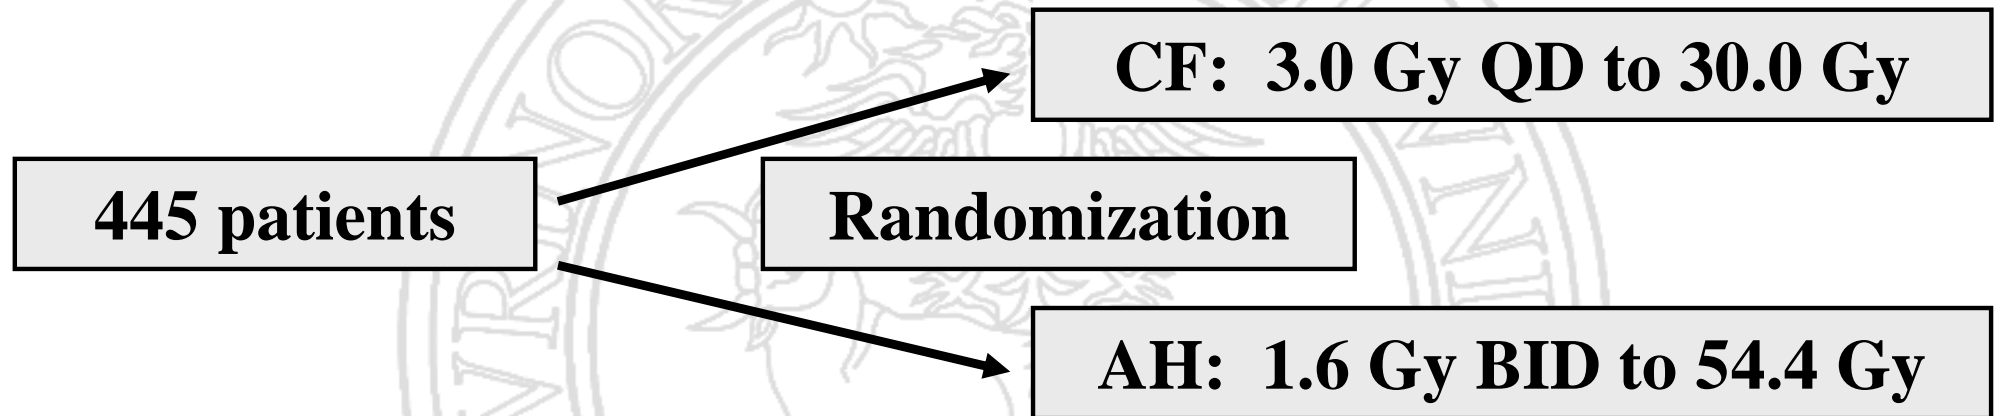 CF: 3.0 Gy QD to 30.0 Gy
445 patients
Randomization
AH: 1.6 Gy BID to 54.4 Gy